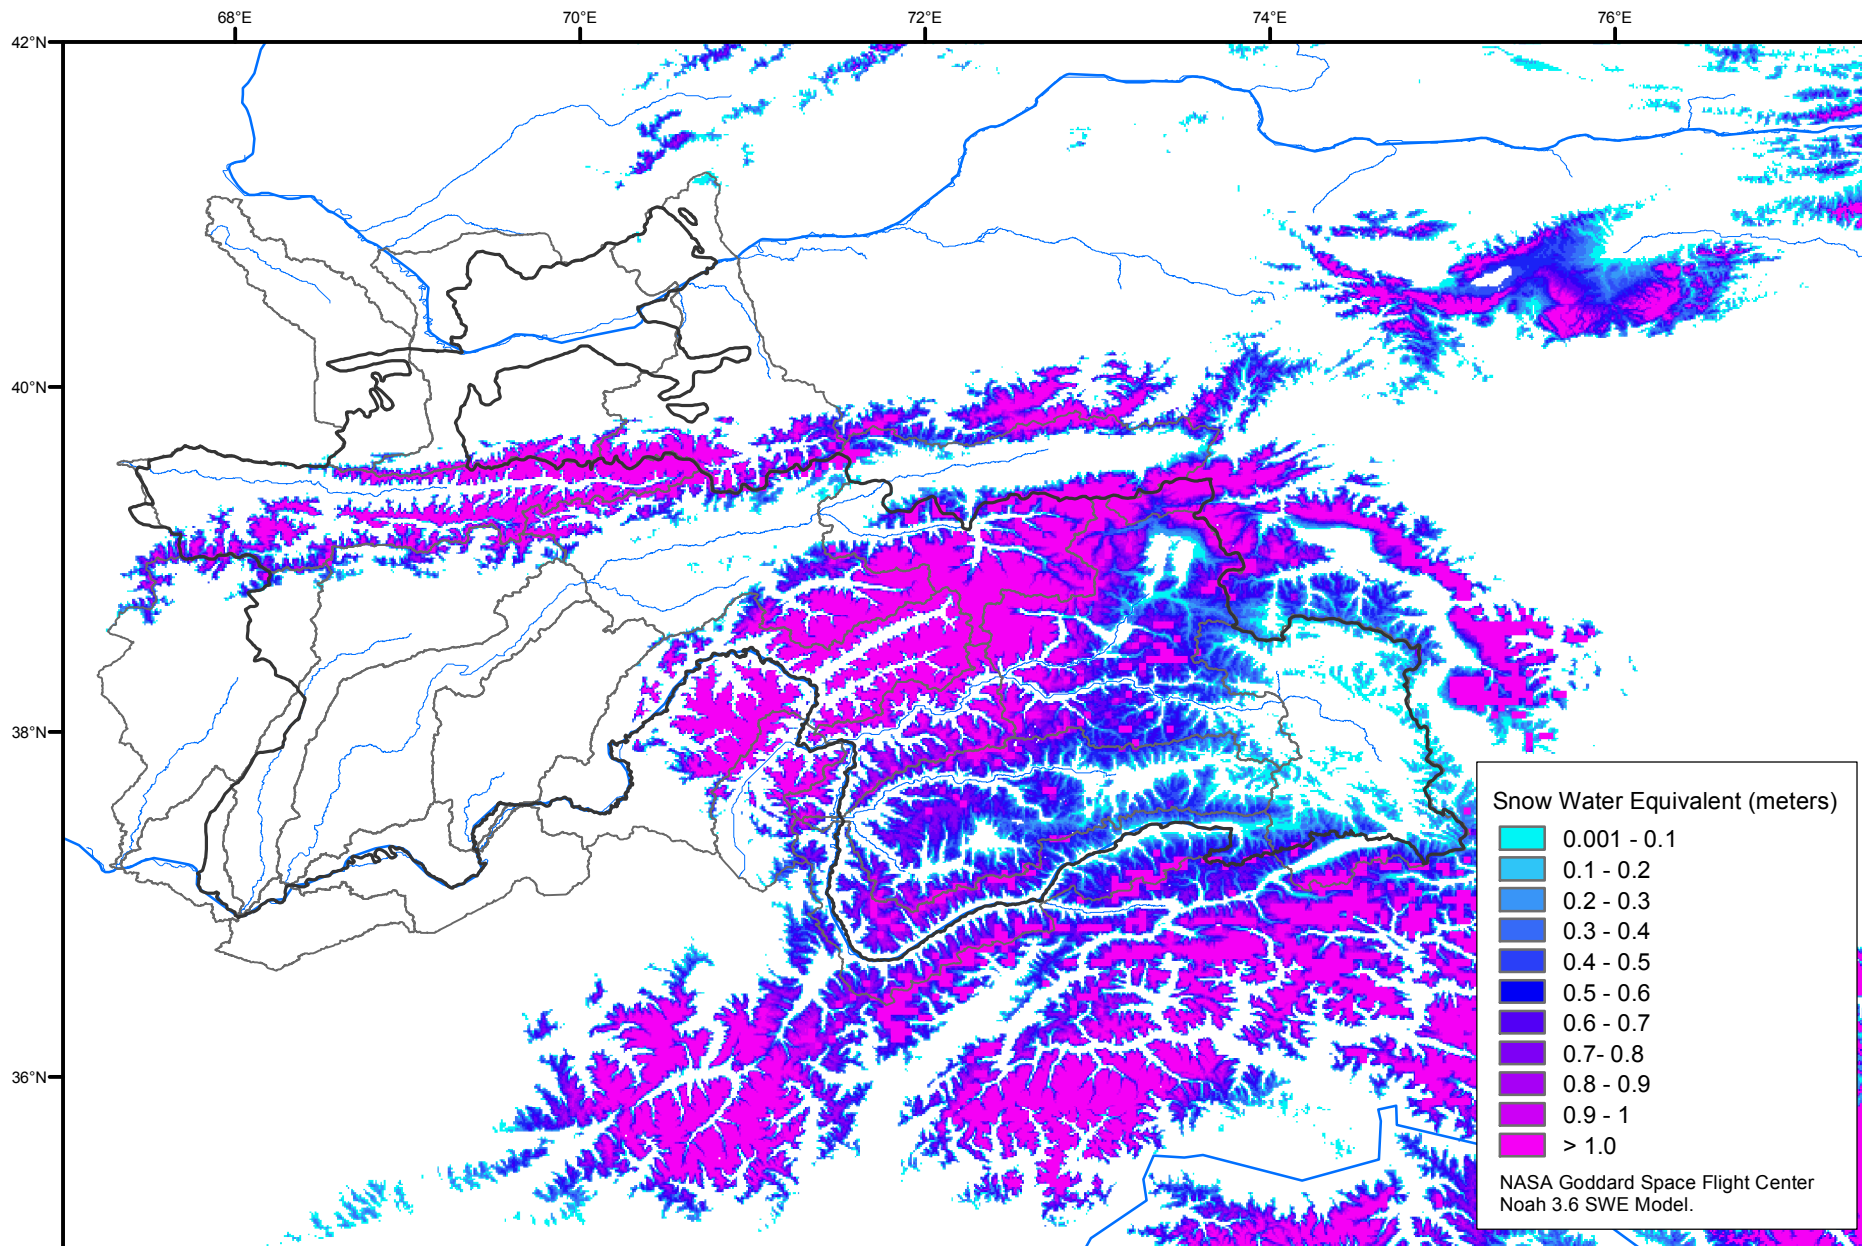 68°E
70°E
72°E
74°E
76°E
42°N
40°N
38°N
36°N
Snow Water Equivalent (meters)
0.001 - 0.1
0.1 - 0.2
0.2 - 0.3
0.3 - 0.4
0.4 - 0.5
0.5 - 0.6
0.6 - 0.7
0.7- 0.8
0.8 - 0.9
0.9 - 1
> 1.0
NASA Goddard Space Flight Center
Noah 3.6 SWE Model.